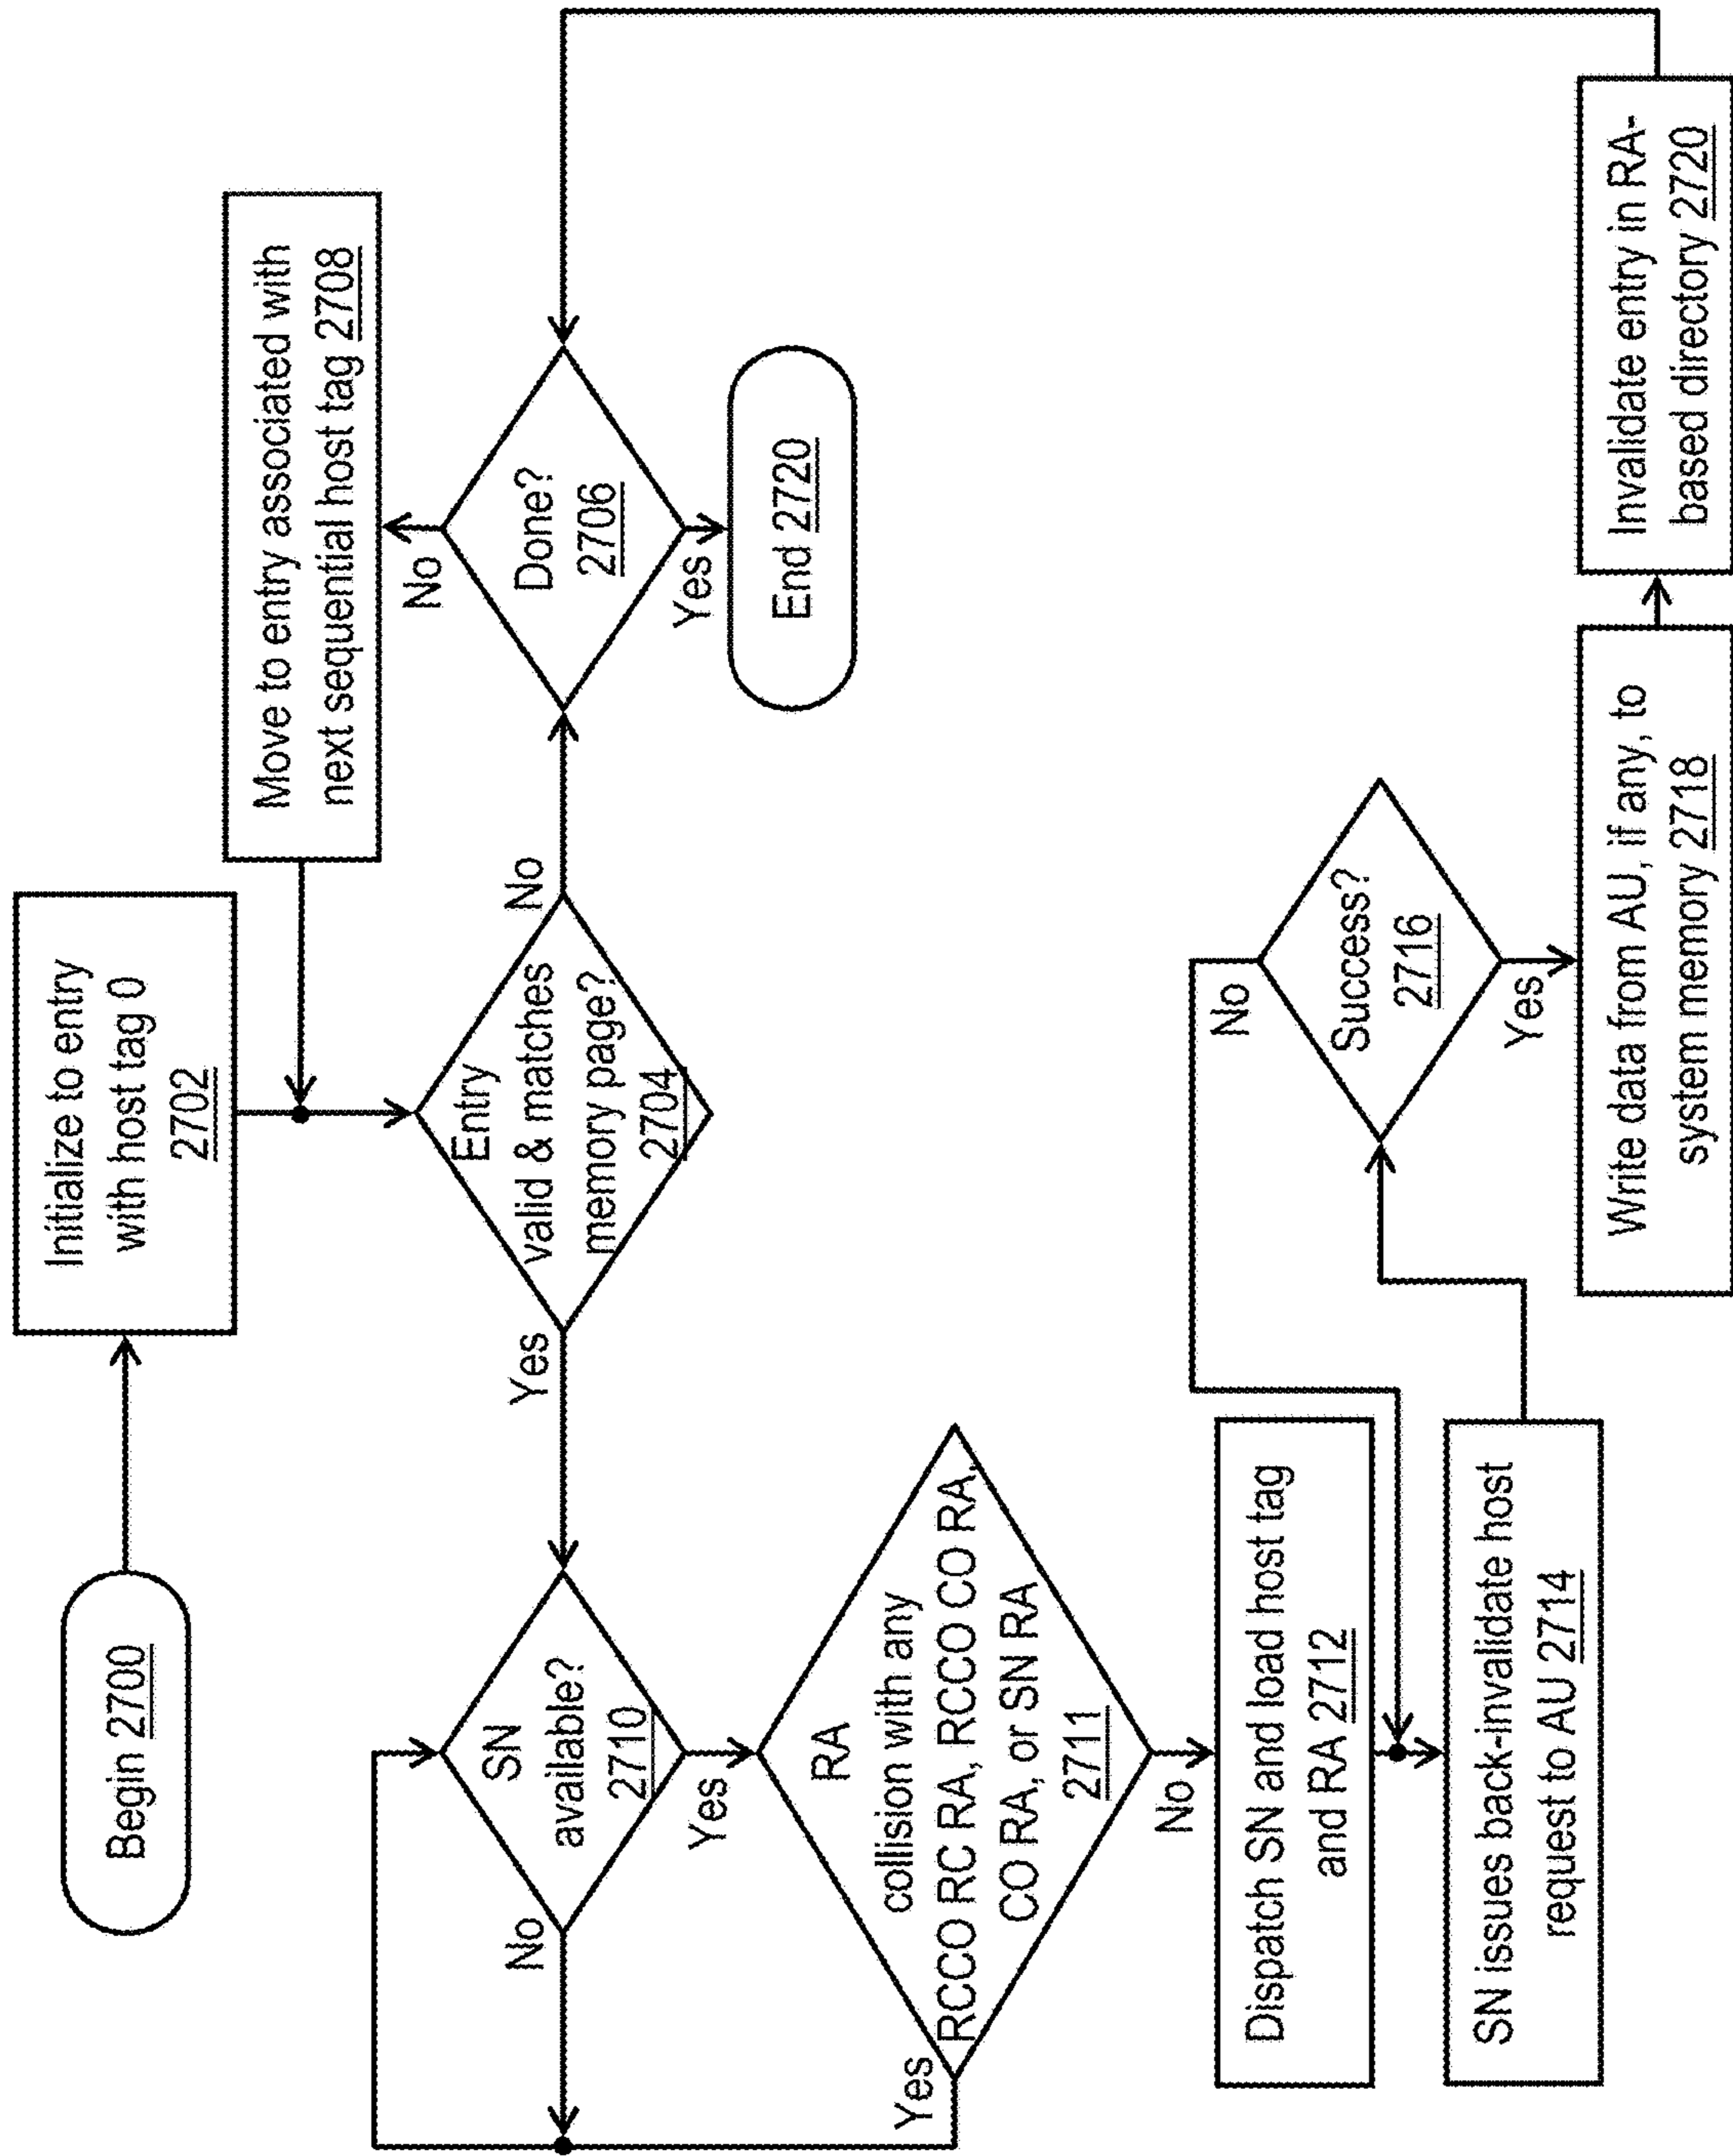 Begin 2700
Initialize to entry
with host tag 0
2702
Move to entry associated with
next sequential host tag 2708
Entry
valid & matches
memory page?
2704
Yes
No
Done?
2706
No
Yes
End 2720
SN
available?
2710
No
Yes
RA
collision with any
RCCO RC RA, RCCO CO RA,
CO RA, or SN RA
2711
Yes
No
Dispatch SN and load host tag
and RA 2712
SN issues back-invalidate host
request to AU 2714
Success?
2716
No
Yes
Write data from AU, if any, to
system memory 2718
Invalidate entry in RA-
based directory 2720